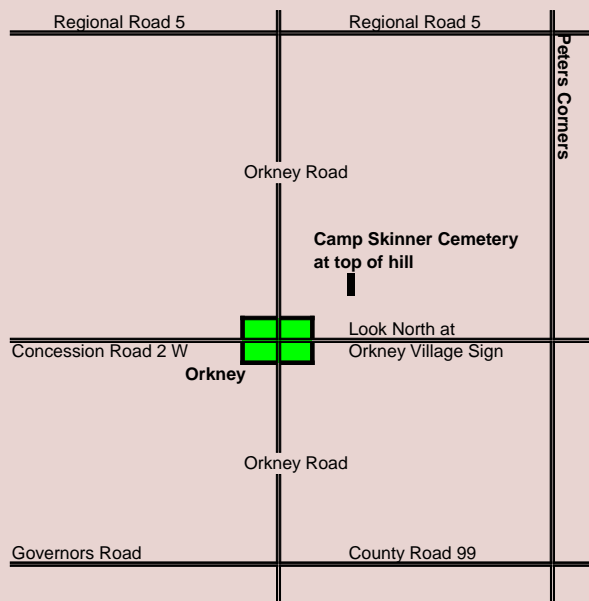 Regional Road 5
Regional Road 5
Peters Corners
Orkney Road
Camp Skinner Cemetery
at top of hill
Look North at
Concession Road 2 W
Orkney Village Sign
Orkney
Orkney Road
Governors Road
County Road 99